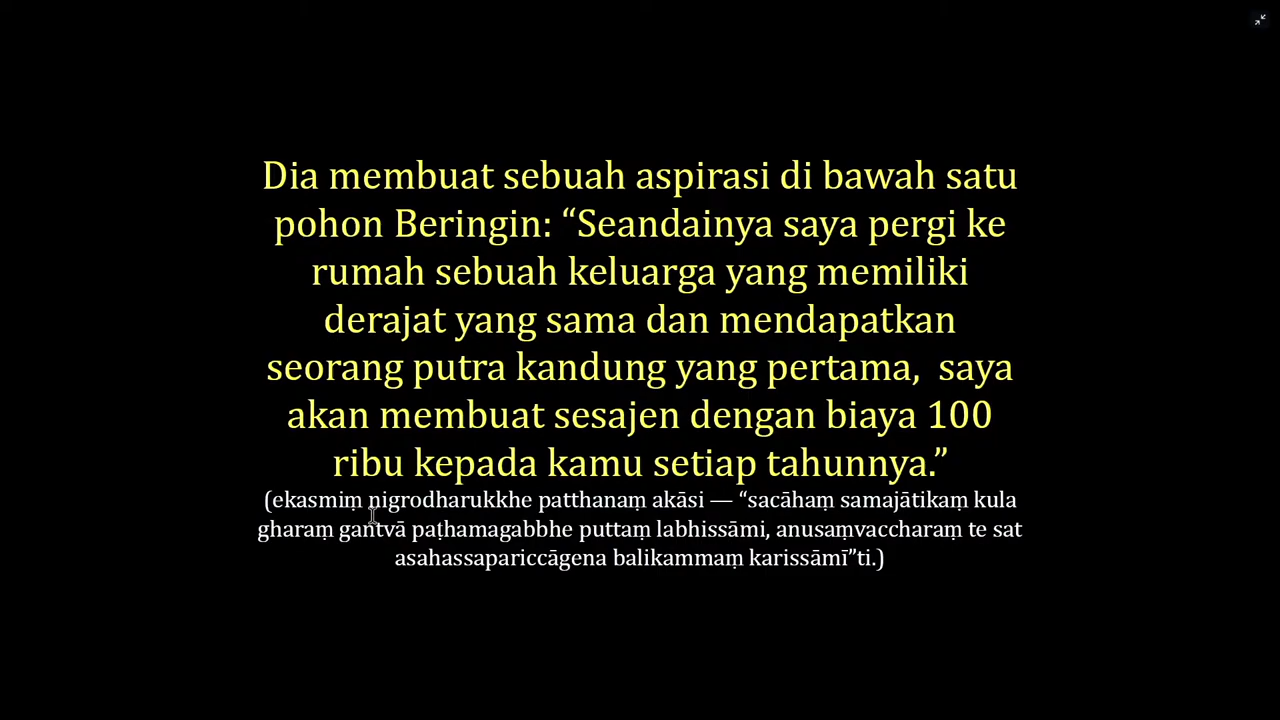 Dia membuat sebuah aspirasi di bawah satu
pohon Beringin: “Seandainya saya pergi ke
rumah sebuah keluarga yang memiliki
derajat yang sama dan mendapatkan
seorang putra kandung yang pertama,  saya
akan membuat sesajen dengan biaya 100
ribu kepada kamu setiap tahunnya.”
(ekasmiṃ nigrodharukkhe patthanaṃ akāsi — “sacāhaṃ samajātikaṃ kula
gharaṃ gantvā paṭhamagabbhe puttaṃ labhissāmi, anusaṃvaccharaṃ te sat
asahassapariccāgena balikammaṃ karissāmī”ti.)